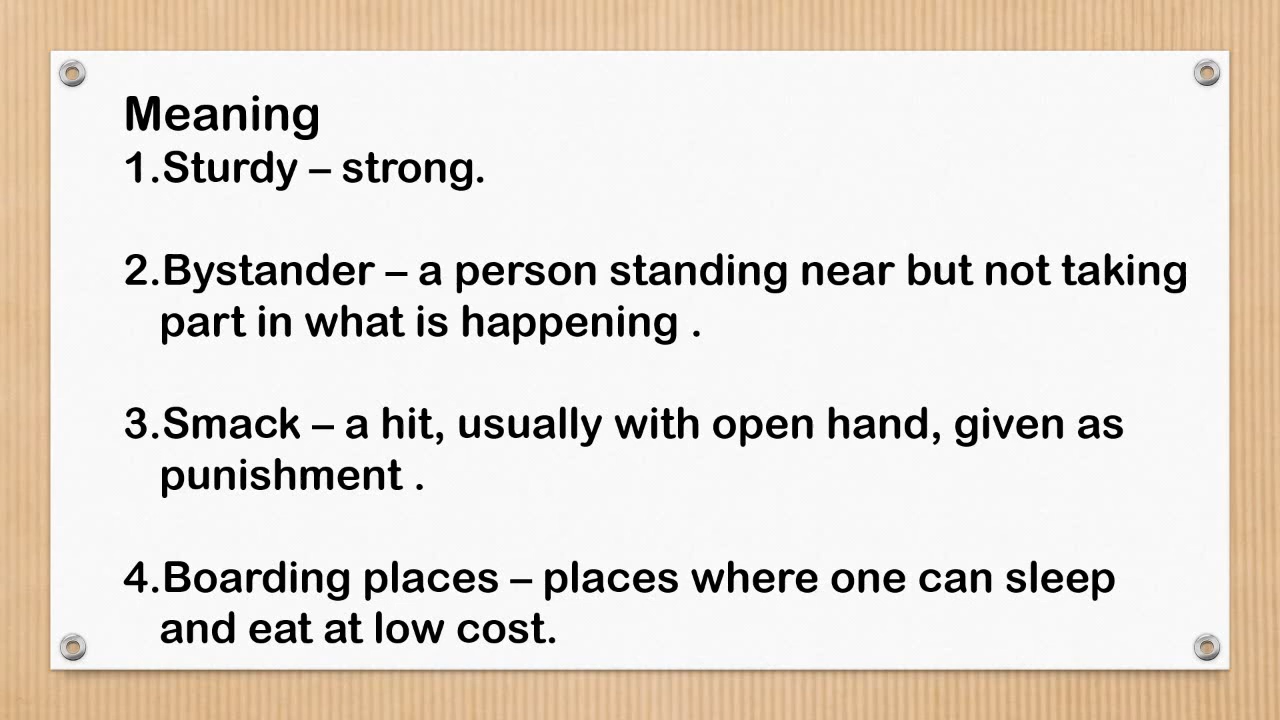 Meaning
1.Sturdy – strong.
2.Bystander – a person standing near but not taking
part in what is happening .
3.Smack – a hit, usually with open hand, given as
punishment .
4.Boarding places – places where one can sleep
and eat at low cost.